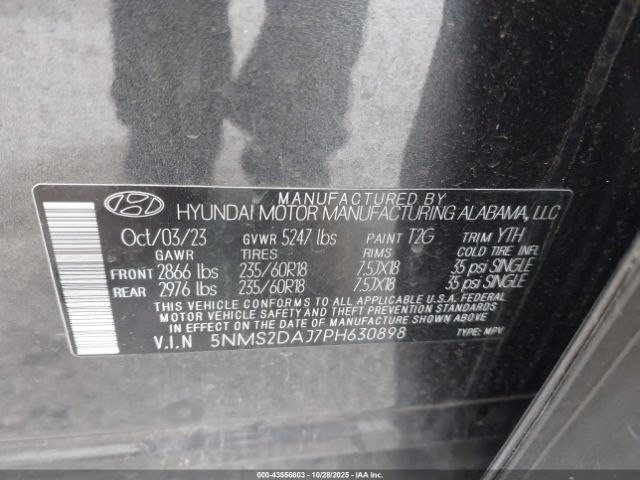 MANUFACTURED BY
HYUNDAI MOTOR MANUFACTURING ALABAMA, LLC
Oct/03/23 GVWR 5247 lbs PAINT T2G TRIM YTH
GAWR TIRES RIMS COLD TIRE INFL
FRONT 2866 lbs 235/60R18 7.5JX18 35 psi SINGLE
REAR 2976 lbs 235/60R18 7.5JX18 35 psi SINGLE
THIS VEHICLE CONFORMS TO ALL APPLICABLE U.S.A. FEDERAL
MOTOR VEHICLE SAFETY AND THEFT PREVENTION STANDARDS
IN EFFECT ON THE DATE OF MANUFACTURE SHOWN ABOVE.
V.I.N 5NMS2DAJ7PH630898 TYPE: MPV
000-43556803 | 10/28/2025 | Copyright: IAA, LLC.